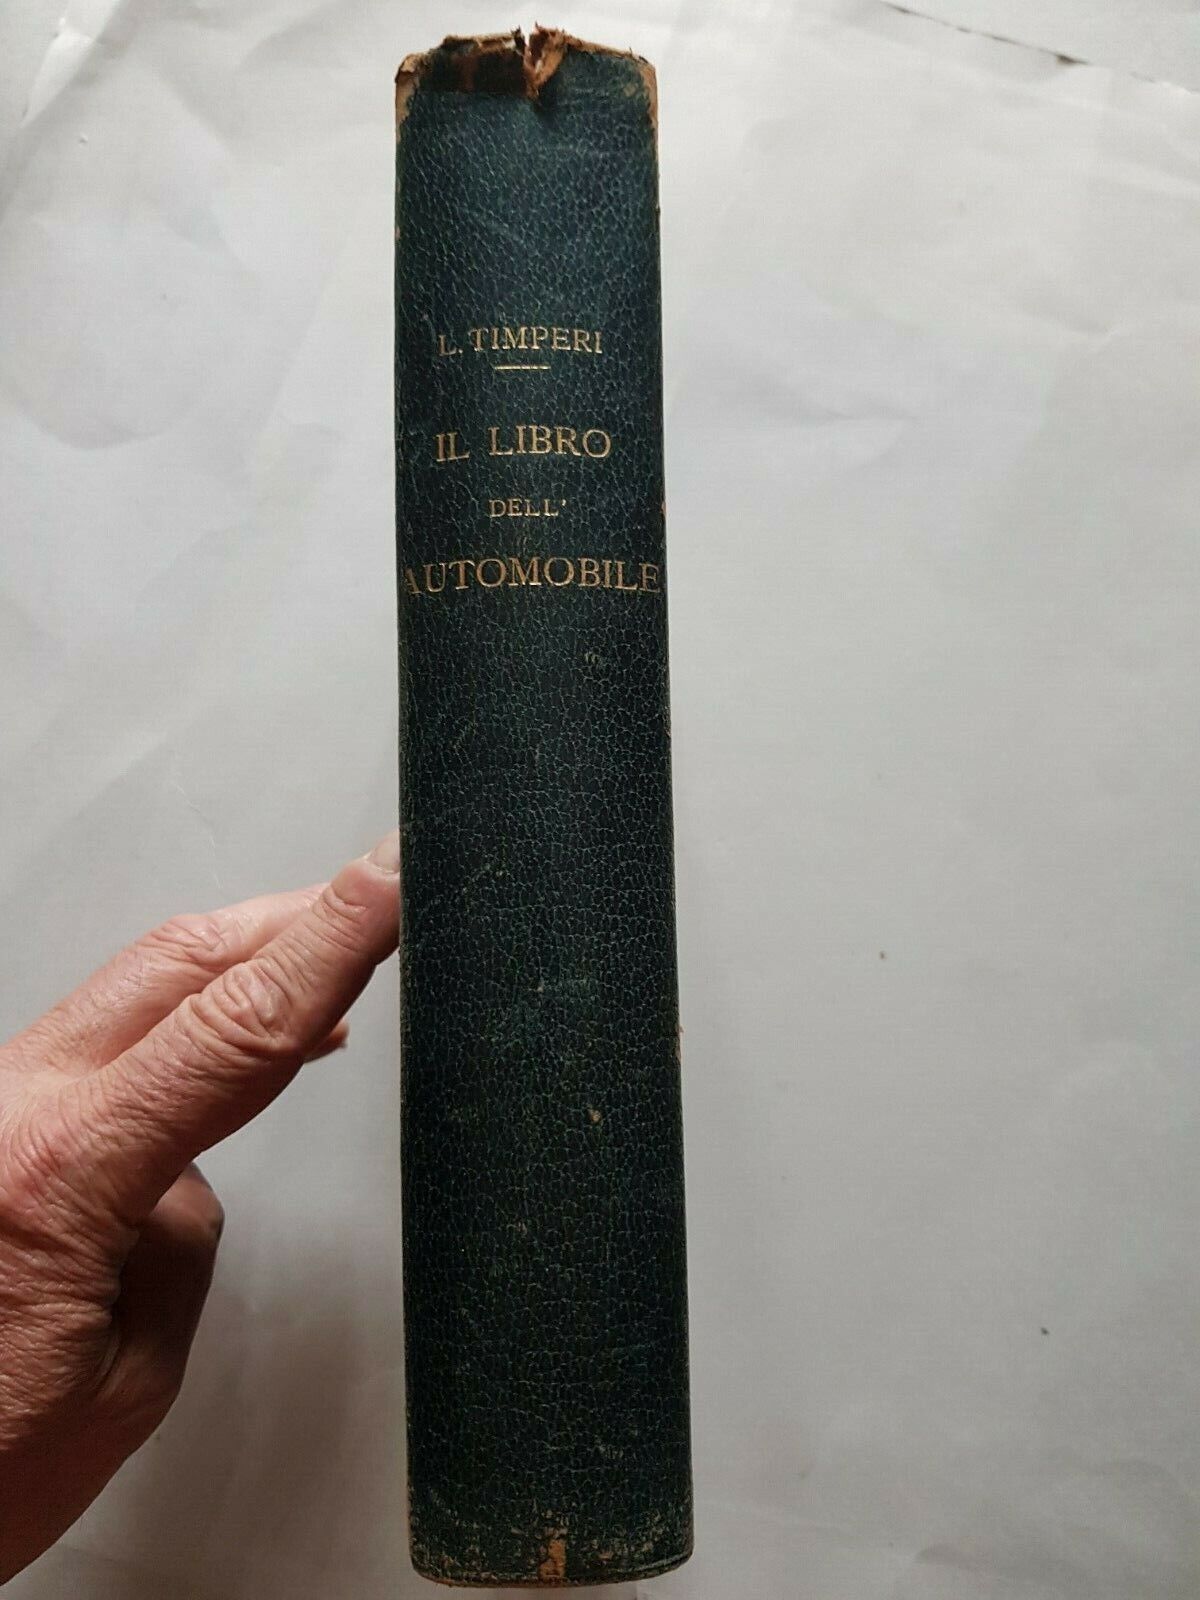 L. TIMPERI
IL LIBRO
DELL'
AUTOMOBILE